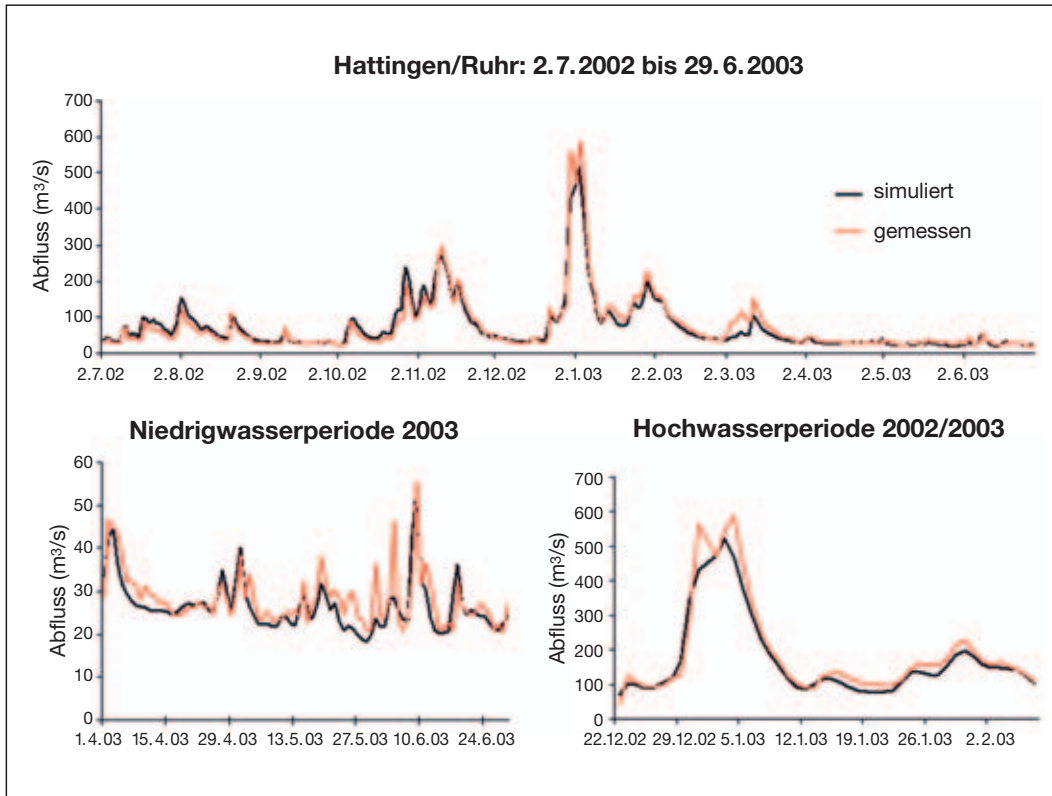 Hattingen/Ruhr: 2.7.2002 bis 29.6.2003
Abfluss (m³/s)
700
600
500
400
300
200
100
0
simuliert
gemessen
2.7.02 2.8.02 2.9.02 2.10.02 2.11.02 2.12.02 2.1.03 2.2.03 2.3.03 2.4.03 2.5.03 2.6.03
Niedrigwasserperiode 2003
Abfluss (m³/s)
60
50
40
30
20
10
0
1.4.03 15.4.03 29.4.03 13.5.03 27.5.03 10.6.03 24.6.03
Hochwasserperiode 2002/2003
Abfluss (m³/s)
700
600
500
400
300
200
100
0
22.12.02 29.12.02 5.1.03 12.1.03 19.1.03 26.1.03 2.2.03